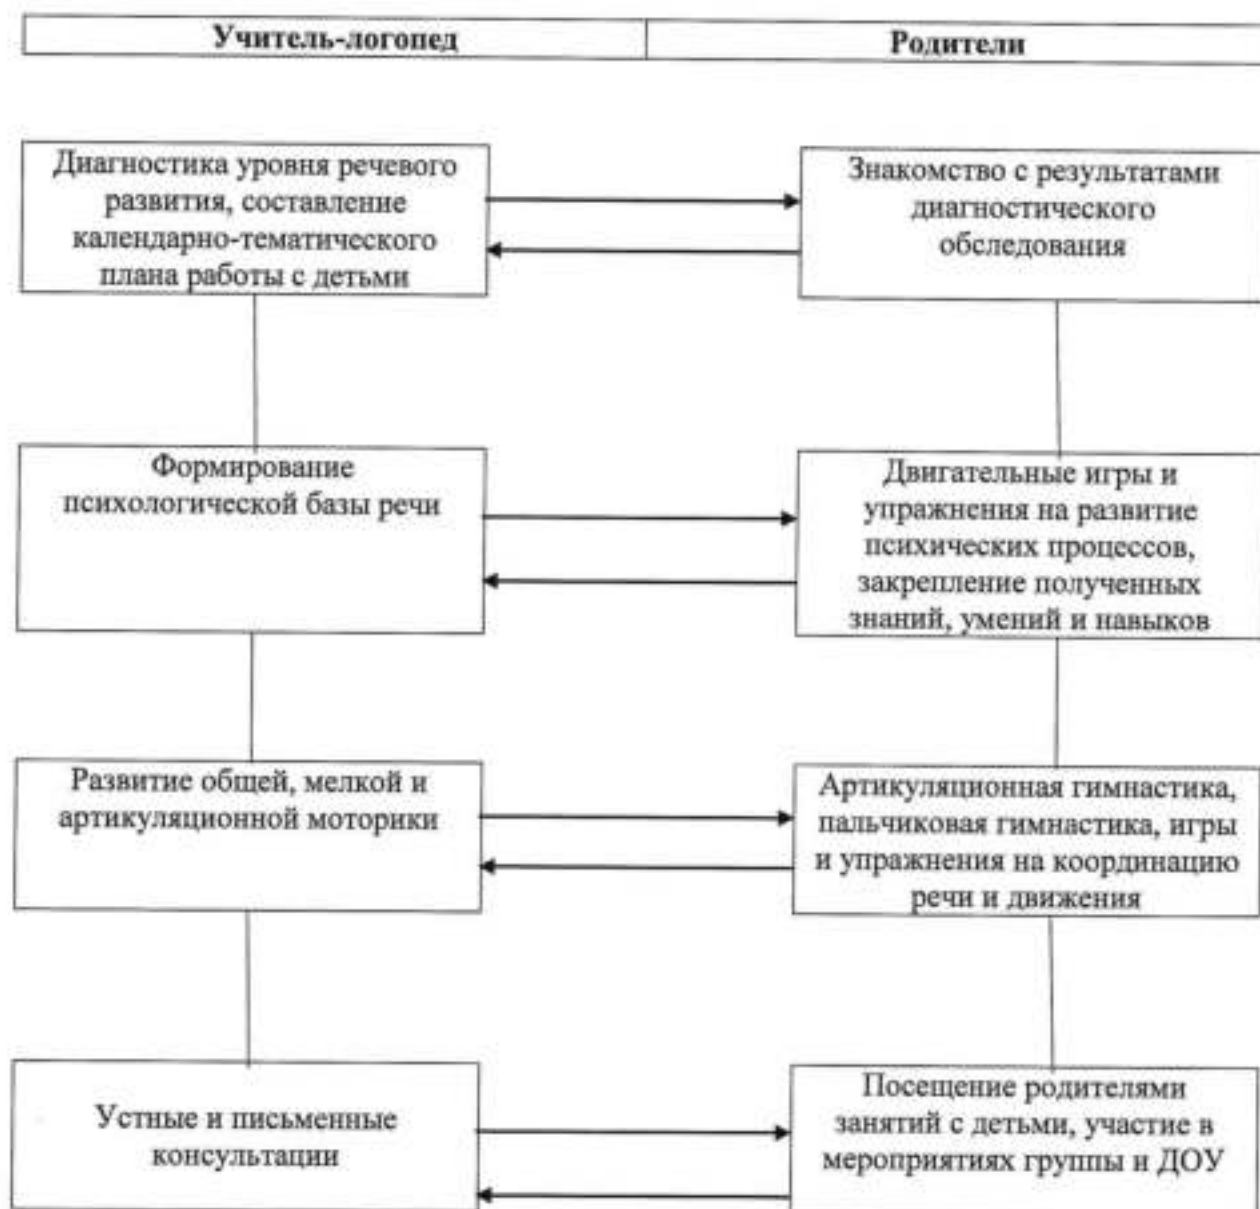 Учитель-логопед
Родители
Диагностика уровня речевого
развития, составление
календарно-тематического
плана работы с детьми
Знакомство с результатами
диагностического
обследования
Формирование
психологической базы речи
Двигательные игры и
упражнения на развитие
психических процессов,
закрепление полученных
знаний, умений и навыков
Развитие общей, мелкой и
артикуляционной моторики
Артикуляционная гимнастика,
пальчиковая гимнастика, игры
и упражнения на координацию
речи и движения
Устные и письменные
консультации
Посещение родителями
занятий с детьми, участие в
мероприятиях группы и ДОУ